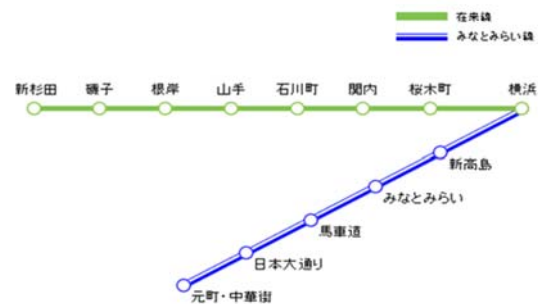 在来線
みなとみらい線
新杉田
磯子
根岸
山手
石川町
関内
桜木町
横浜
新高島
みなとみらい
馬車道
日本大通り
元町・中華街